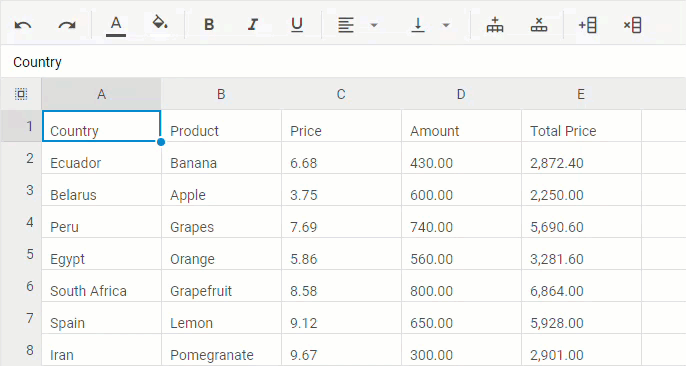 A B I U
Country
A B C D E
1 Country Product Price Amount Total Price
2 Ecuador Banana 6.68 430.00 2,872.40
3 Belarus Apple 3.75 600.00 2,250.00
4 Peru Grapes 7.69 740.00 5,690.60
5 Egypt Orange 5.86 560.00 3,281.60
6 South Africa Grapefruit 8.58 800.00 6,864.00
7 Spain Lemon 9.12 650.00 5,928.00
8 Iran Pomegranate 9.67 300.00 2,901.00